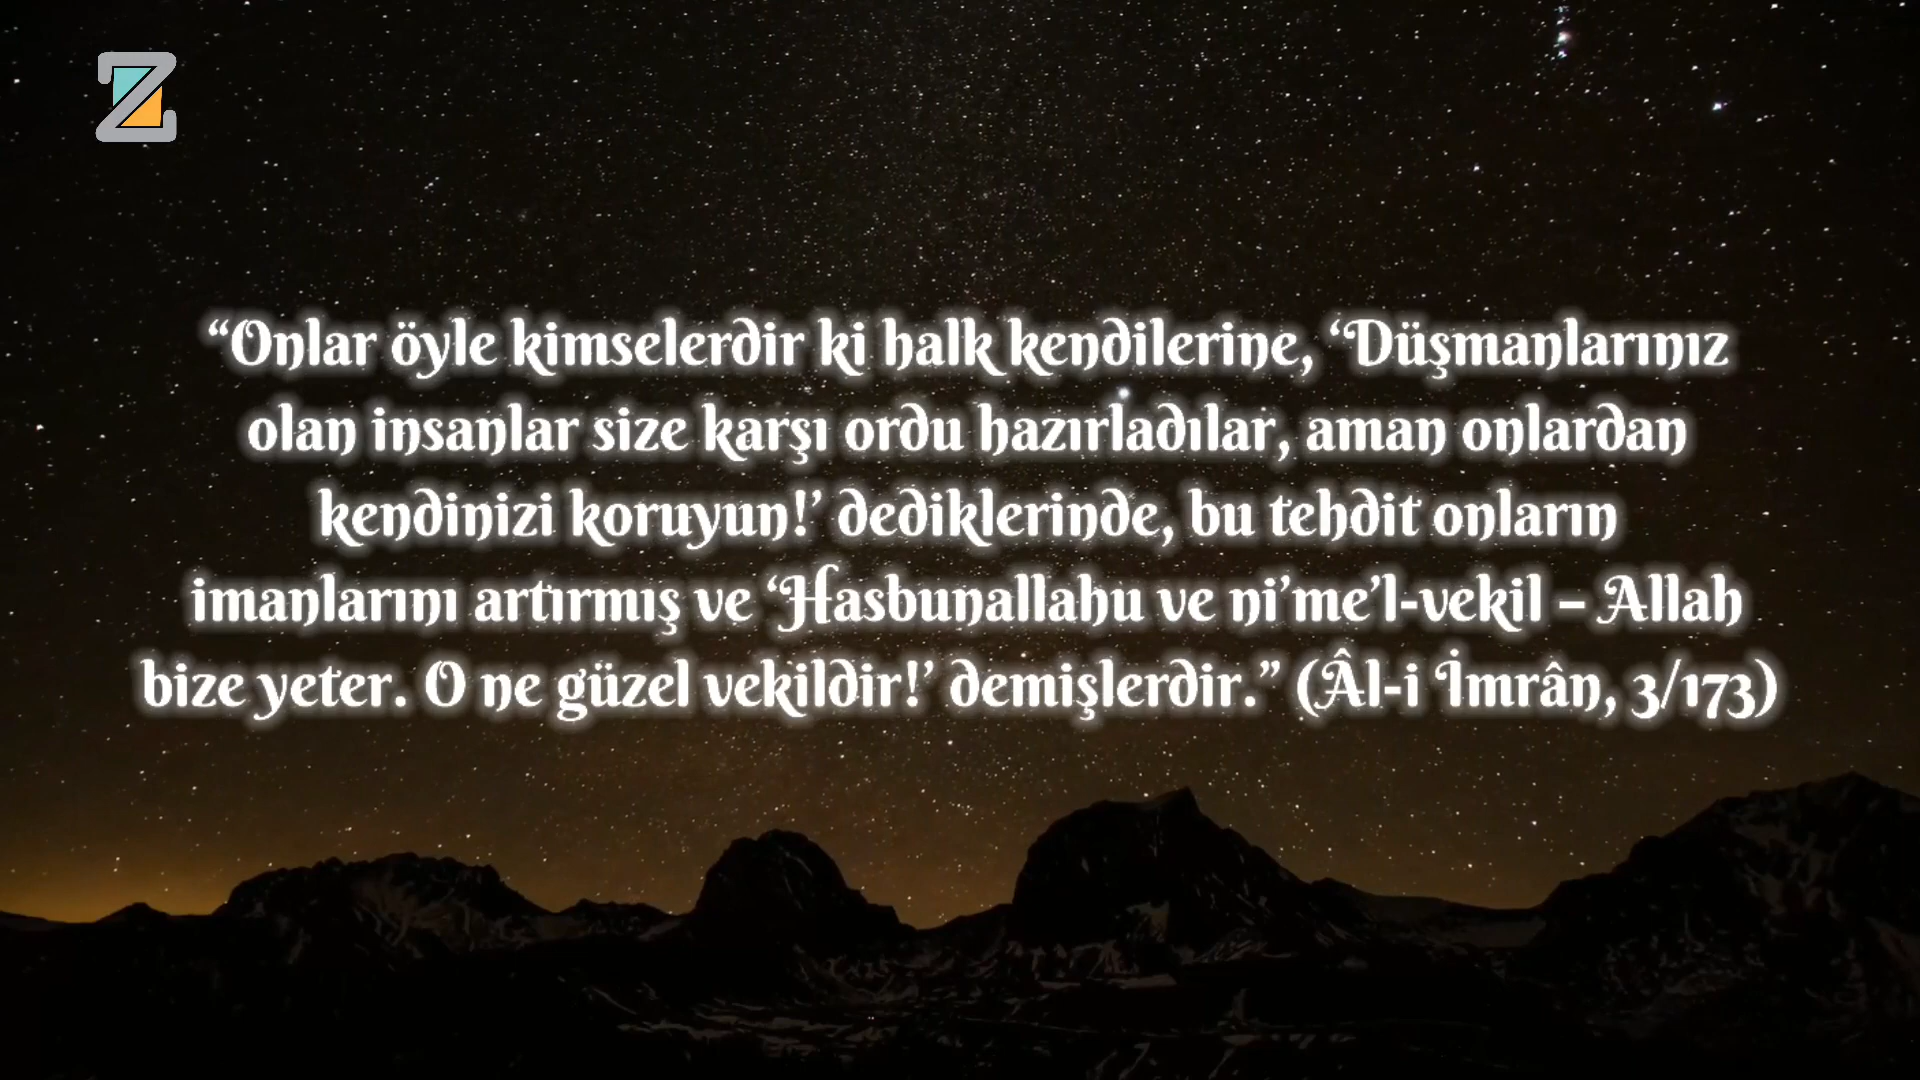 Z
“Onlar öyle kimselerdir ki halk kendilerine, ‘Düşmanlarınız
olan insanlar size karşı ordu hazırladılar, aman onlardan
kendinizi koruyun!’ dediklerinde, bu tehdit onların
imanlarını artırmış ve ‘Hasbunallahu ve ni’me’l-vekil – Allah
bize yeter. O ne güzel vekildir!’ demişlerdir.” (Âl-i İmrân, 3/173)